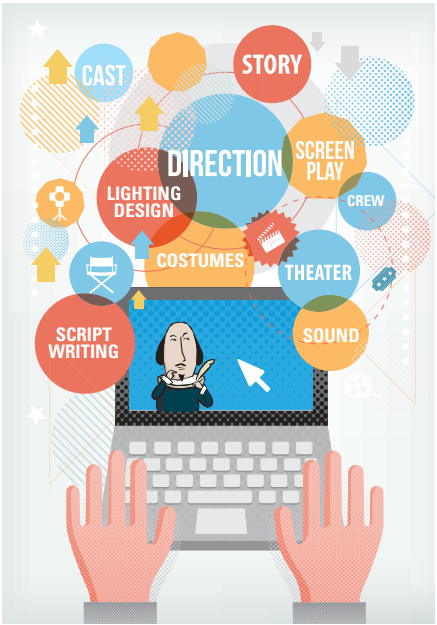 CAST
STORY
DIRECTION
SCREEN
PLAY
LIGHTING
DESIGN
CREW
COSTUMES
THEATER
SCRIPT
WRITING
SOUND